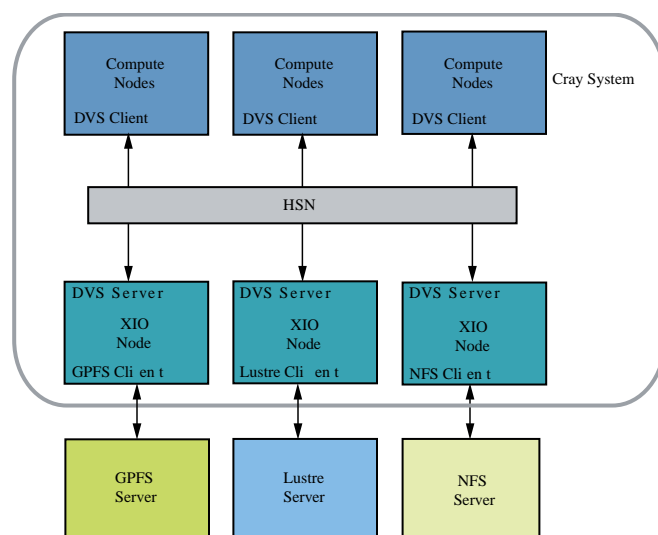 Compute
Nodes
DVS Client
Compute
Nodes
DVS Client
Compute
Nodes
DVS Client
Cray System
HSN
DVS Server
XIO
Node
GPFS Cli en t
DVS Server
XIO
Node
Lustre Cli en t
DVS Server
XIO
Node
NFS Cli en t
GPFS
Server
Lustre
Server
NFS
Server